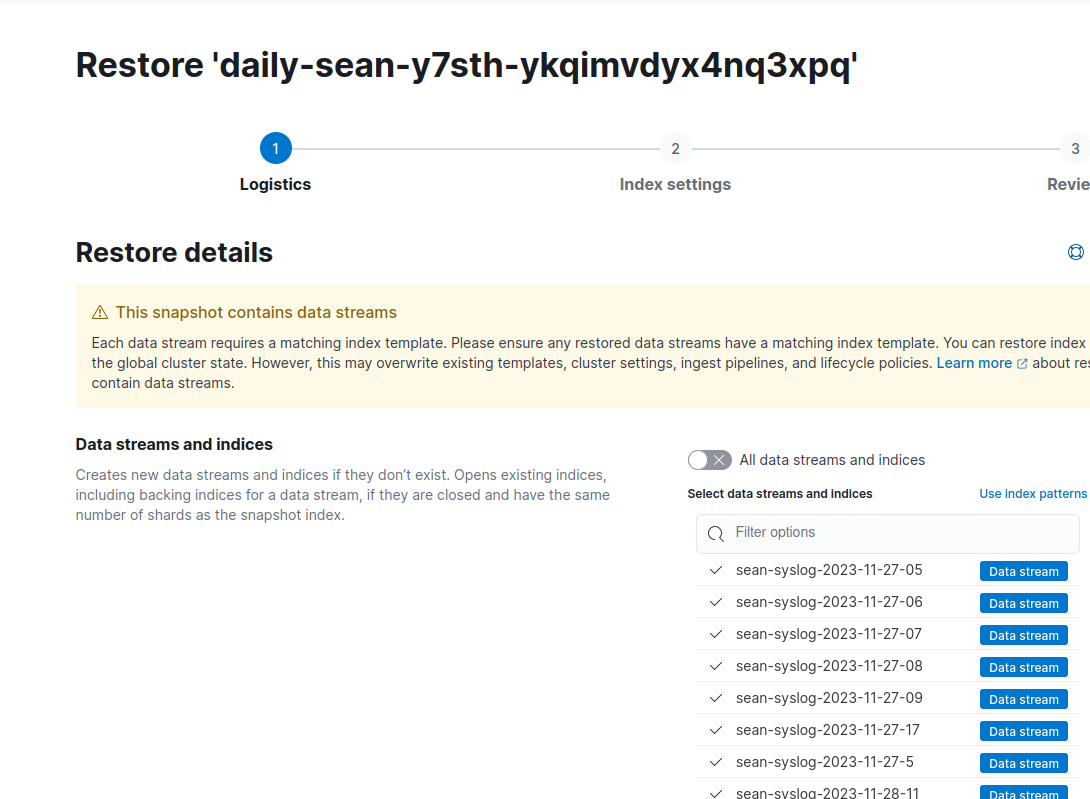 Restore 'daily-sean-y7sth-ykqimvdyx4nq3xpq'
1
2
3
Logistics
Index settings
Revie
Restore details
This snapshot contains data streams
Each data stream requires a matching index template. Please ensure any restored data streams have a matching index template. You can restore index
the global cluster state. However, this may overwrite existing templates, cluster settings, ingest pipelines, and lifecycle policies. Learn more about res
contain data streams.
Data streams and indices
Creates new data streams and indices if they don’t exist. Opens existing indices,
including backing indices for a data stream, if they are closed and have the same
number of shards as the snapshot index.
All data streams and indices
Select data streams and indices
Use index patterns
Filter options
sean-syslog-2023-11-27-05 Data stream
sean-syslog-2023-11-27-06 Data stream
sean-syslog-2023-11-27-07 Data stream
sean-syslog-2023-11-27-08 Data stream
sean-syslog-2023-11-27-09 Data stream
sean-syslog-2023-11-27-17 Data stream
sean-syslog-2023-11-27-5 Data stream
sean-syslog-2023-11-28-11 Data stream